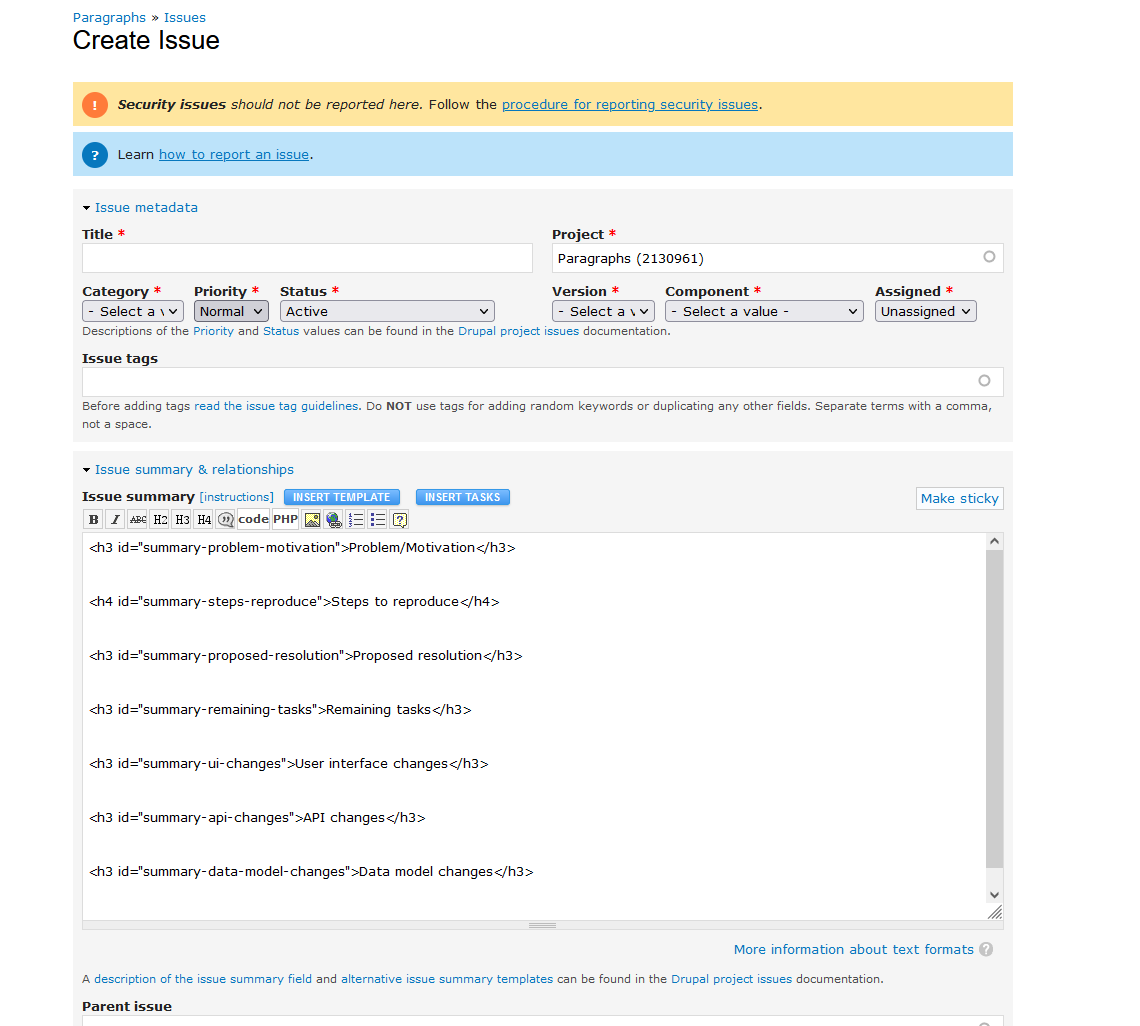 Paragraphs » Issues
Create Issue
! Security issues should not be reported here. Follow the procedure for reporting security issues.
? Learn how to report an issue.
Issue metadata
Title * Project *
Paragraphs (2130961)
Category * Priority * Status * Version * Component * Assigned *
- Select a v Normal Active - Select a v - Select a value - Unassigned
Descriptions of the Priority and Status values can be found in the Drupal project issues documentation.
Issue tags
Before adding tags read the issue tag guidelines. Do NOT use tags for adding random keywords or duplicating any other fields. Separate terms with a comma,
not a space.
Issue summary & relationships
Issue summary [instructions] INSERT TEMPLATE INSERT TASKS Make sticky
B I ABC H2 H3 H4 code PHP
<h3 id="summary-problem-motivation">Problem/Motivation</h3>
<h4 id="summary-steps-reproduce">Steps to reproduce</h4>
<h3 id="summary-proposed-resolution">Proposed resolution</h3>
<h3 id="summary-remaining-tasks">Remaining tasks</h3>
<h3 id="summary-ui-changes">User interface changes</h3>
<h3 id="summary-api-changes">API changes</h3>
<h3 id="summary-data-model-changes">Data model changes</h3>
More information about text formats ?
A description of the issue summary field and alternative issue summary templates can be found in the Drupal project issues documentation.
Parent issue